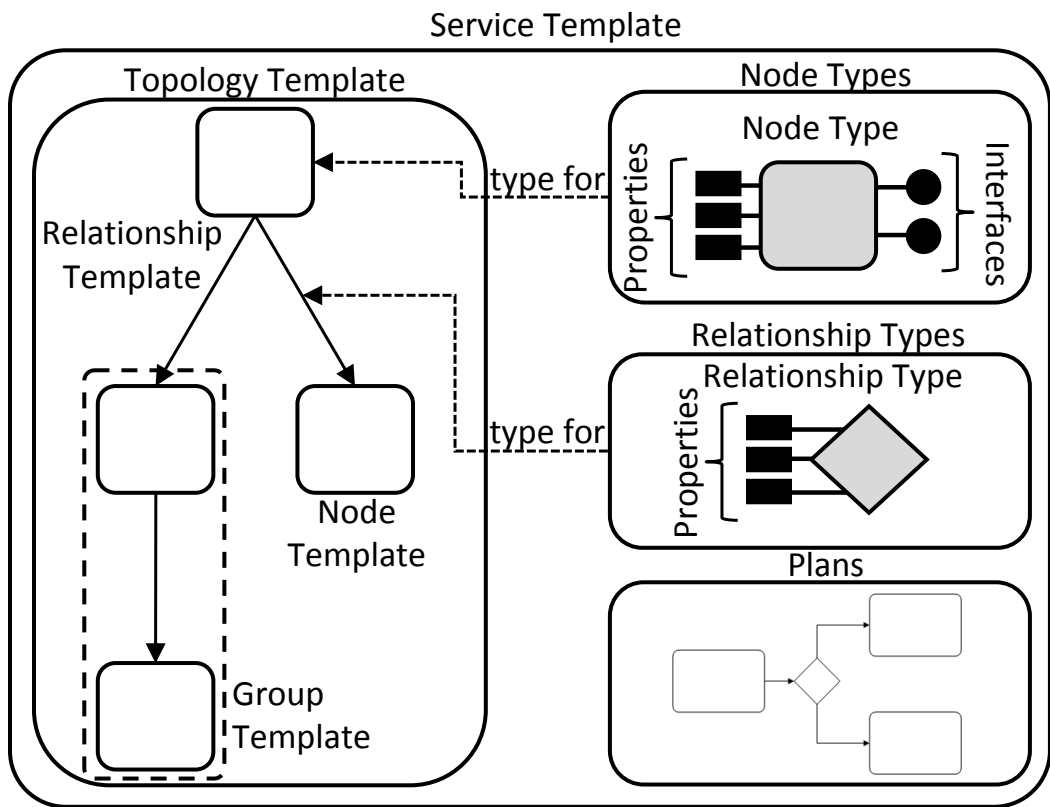 Service Template
Topology Template
Relationship
Template
Node
Template
Group
Template
type for
type for
Node Types
Node Type
Properties
Interfaces
Relationship Types
Relationship Type
Properties
Plans